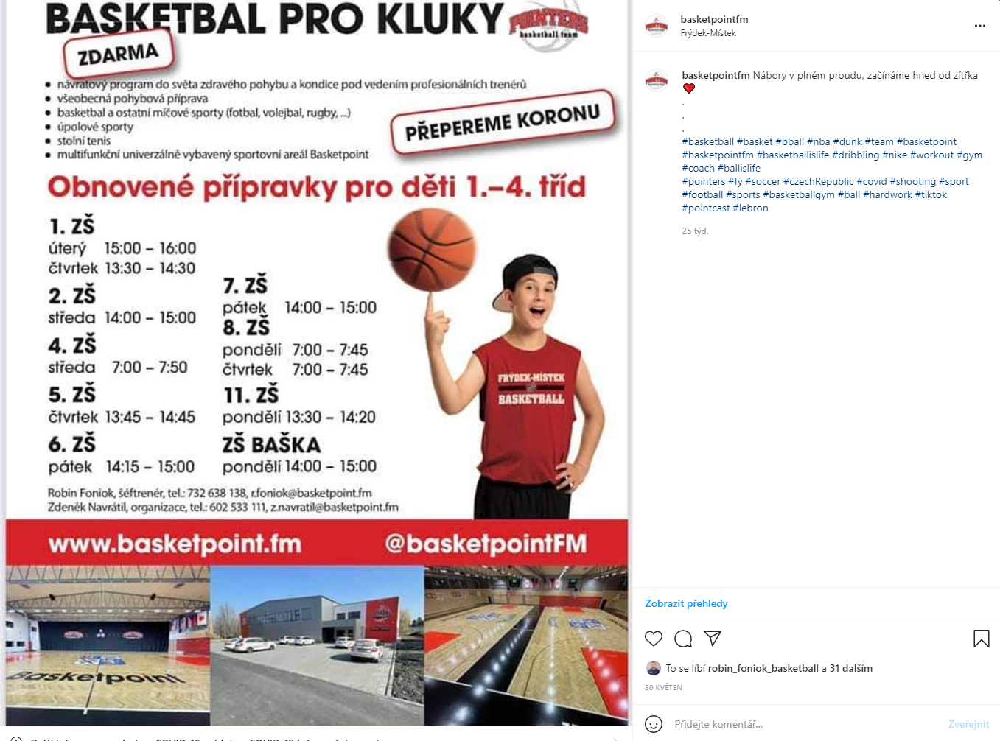 BASKETBAL PRO KLUKY
POINTERS
basketball team
ZDARMA
• návratový program do světa zdravého pohybu a kondice pod vedením profesionálních trenérů
• všeobecná pohybová příprava
• basketbal a ostatní míčové sporty (fotbal, volejbal, rugby, ...)
• úpolové sporty
• stolní tenis
• multifunkční univerzálně vybavený sportovní areál Basketpoint
PŘEPEREME KORONU
Obnovené přípravky pro děti 1.–4. tříd
1. ZŠ
úterý 15:00 – 16:00
čtvrtek 13:30 – 14:30
2. ZŠ
středa 14:00 – 15:00
4. ZŠ
středa 7:00 – 7:50
5. ZŠ
čtvrtek 13:45 – 14:45
6. ZŠ
pátek 14:15 – 15:00
7. ZŠ
pátek 14:00 – 15:00
8. ZŠ
pondělí 7:00 – 7:45
čtvrtek 7:00 – 7:45
11. ZŠ
pondělí 13:30 – 14:20
ZŠ BAŠKA
pondělí 14:00 – 15:00
FRÝDEK-MÍSTEK
BASKETBALL
Robin Foniok, šéftrenér, tel.: 732 638 138, r.foniok@basketpoint.fm
Zdeněk Navrátil, organizace, tel.: 602 533 111, z.navratil@basketpoint.fm
www.basketpoint.fm
@basketpointFM
Basketpoint
basketpointfm
Frýdek-Místek
basketpointfm Nábory v plném proudu, začínáme hned od zítřka
❤️
.
.
.
#basketball #basket #bball #nba #dunk #team #basketpoint
#basketpointfm #basketballislife #dribbling #nike #workout #gym
#coach #ballislife
#pointers #fy #soccer #czechRepublic #covid #shooting #sport
#football #sports #basketballgym #ball #hardwork #tiktok
#pointcast #lebron
25 týd.
Zobrazit přehledy
To se líbí robin_foniok_basketball a 31 dalším
30 KVĚTEN
Přidejte komentář...
Zveřejnit